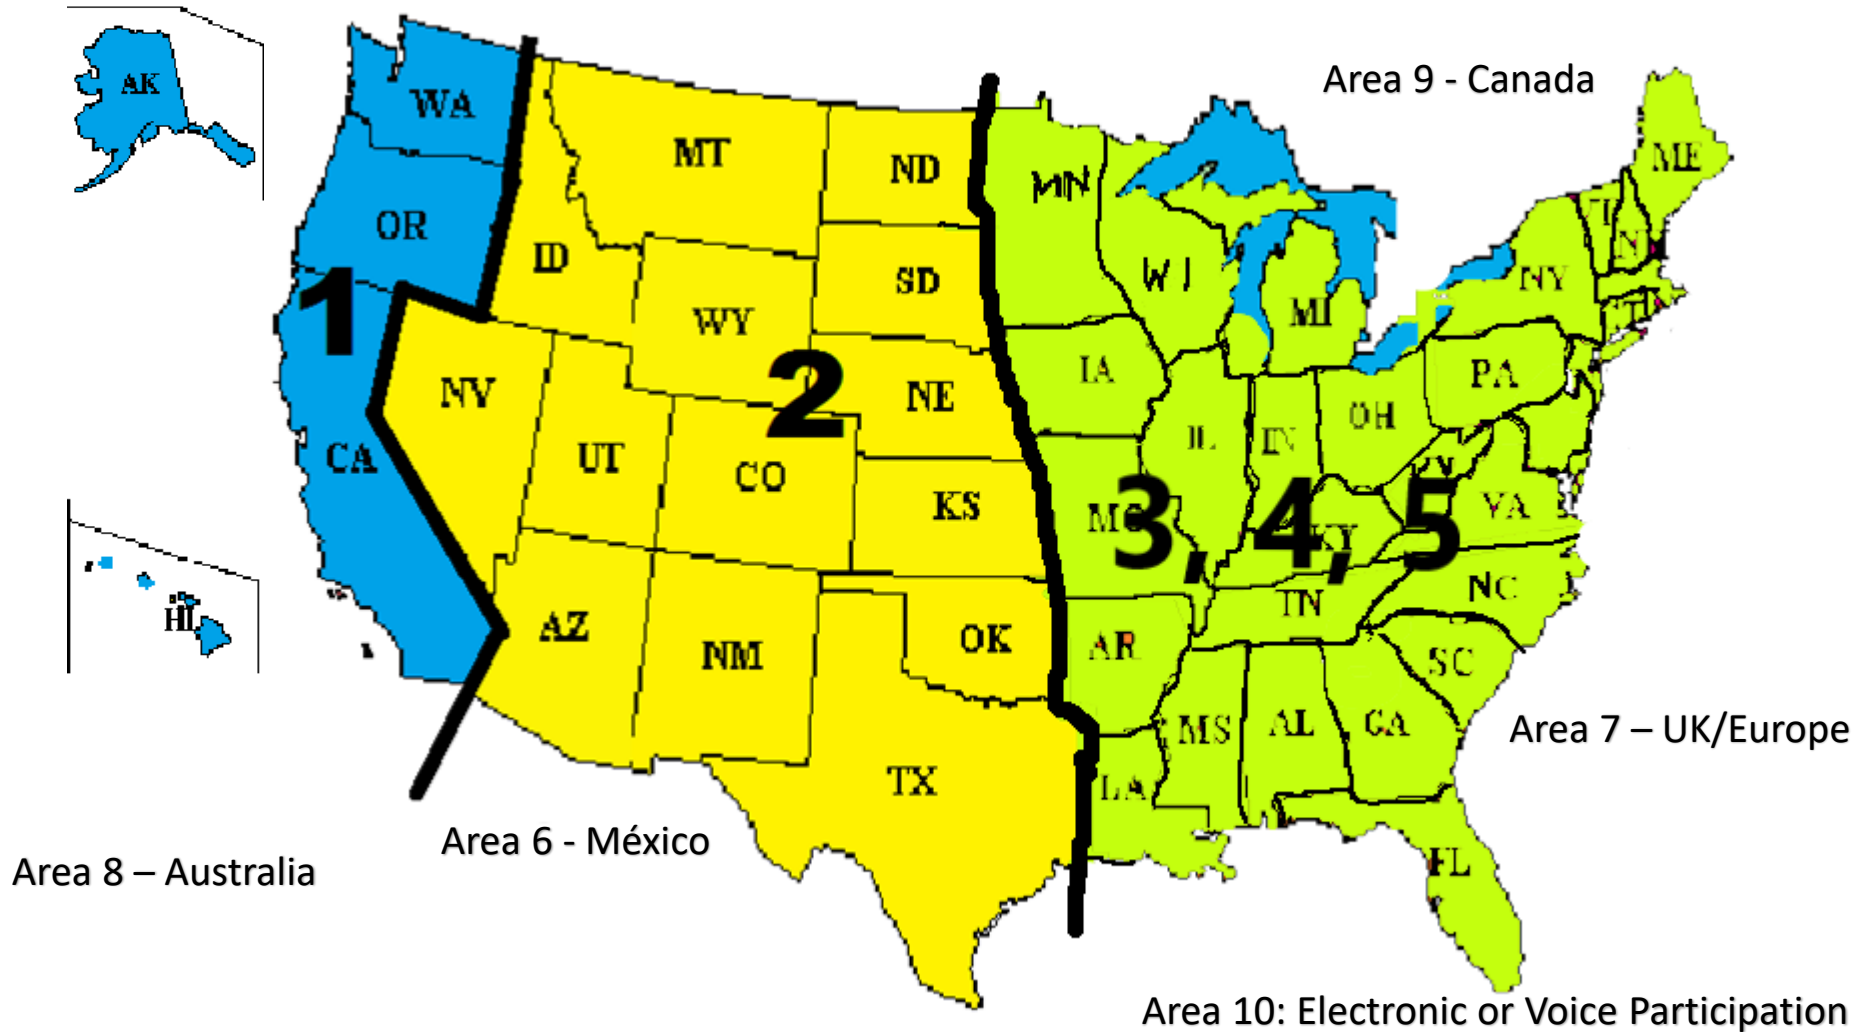 Area 9 - Canada
AK
WA
MT
ND
MN
ME
OR
ID
SD
WI
NY
MI
1
WY
2
NE
IA
PA
NV
OH
CA
UT
CO
IL
IN
KS
MO
3, 4, 5
KY
VA
HI
AZ
NM
OK
AR
TN
NC
SC
TX
LA
MS
AL
GA
Area 7 – UK/Europe
Area 6 - México
FL
Area 8 – Australia
Area 10: Electronic or Voice Participation